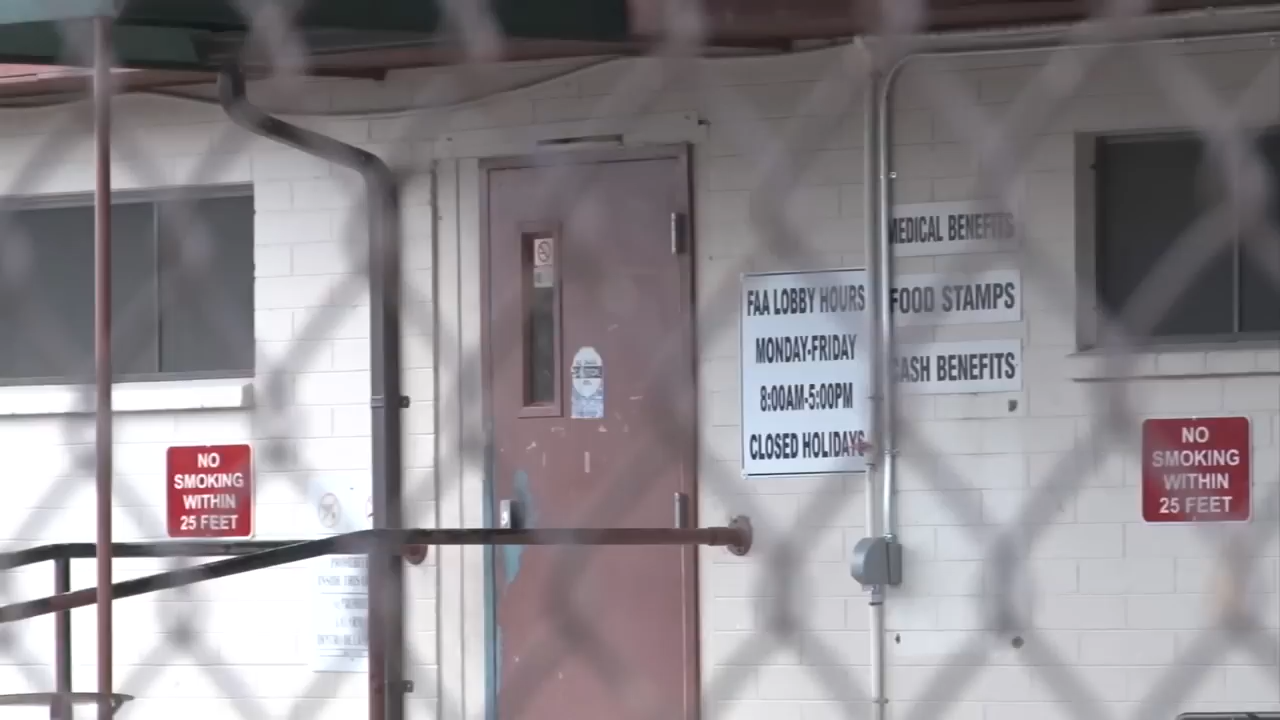 MEDICAL BENEFITS
FAA LOBBY HOURS
MONDAY-FRIDAY
8:00AM-5:00PM
CLOSED HOLIDAYS
FOOD STAMPS
CASH BENEFITS
NO
SMOKING
WITHIN
25 FEET
NO
SMOKING
WITHIN
25 FEET